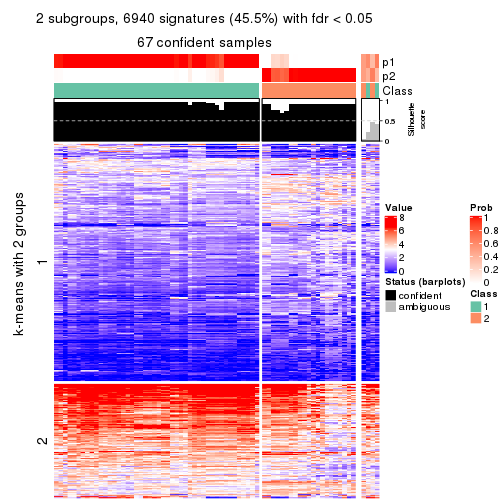 2 subgroups, 6940 signatures (45.5%) with fdr < 0.05
67 confident samples
p1
p2
Class
1
0.5
0
Silhouette
score
k-means with 2 groups
1
2
Value
8
6
4
2
0
Prob
1
0.8
0.6
0.4
0.2
0
Status (barplots)
confident
ambiguous
Class
1
2